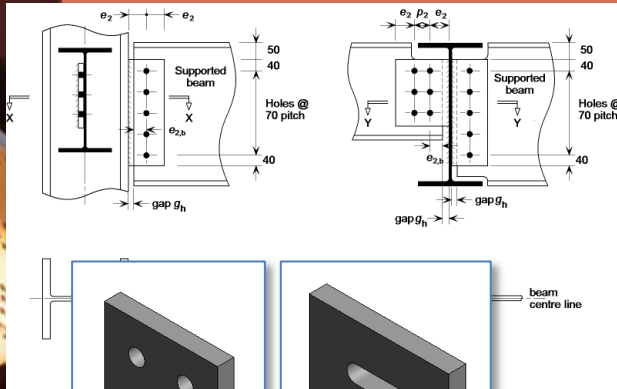 e₂ e₂
50
40
Supported
beam
Holes @
70 pitch
X X
e₂,b
40
gap gₕ
e₂ p₂ e₂
50
40
Supported
beam
Holes @
70 pitch
Y Y
e₂,b
40
gap gₕ
gap gₕ
beam
centre line